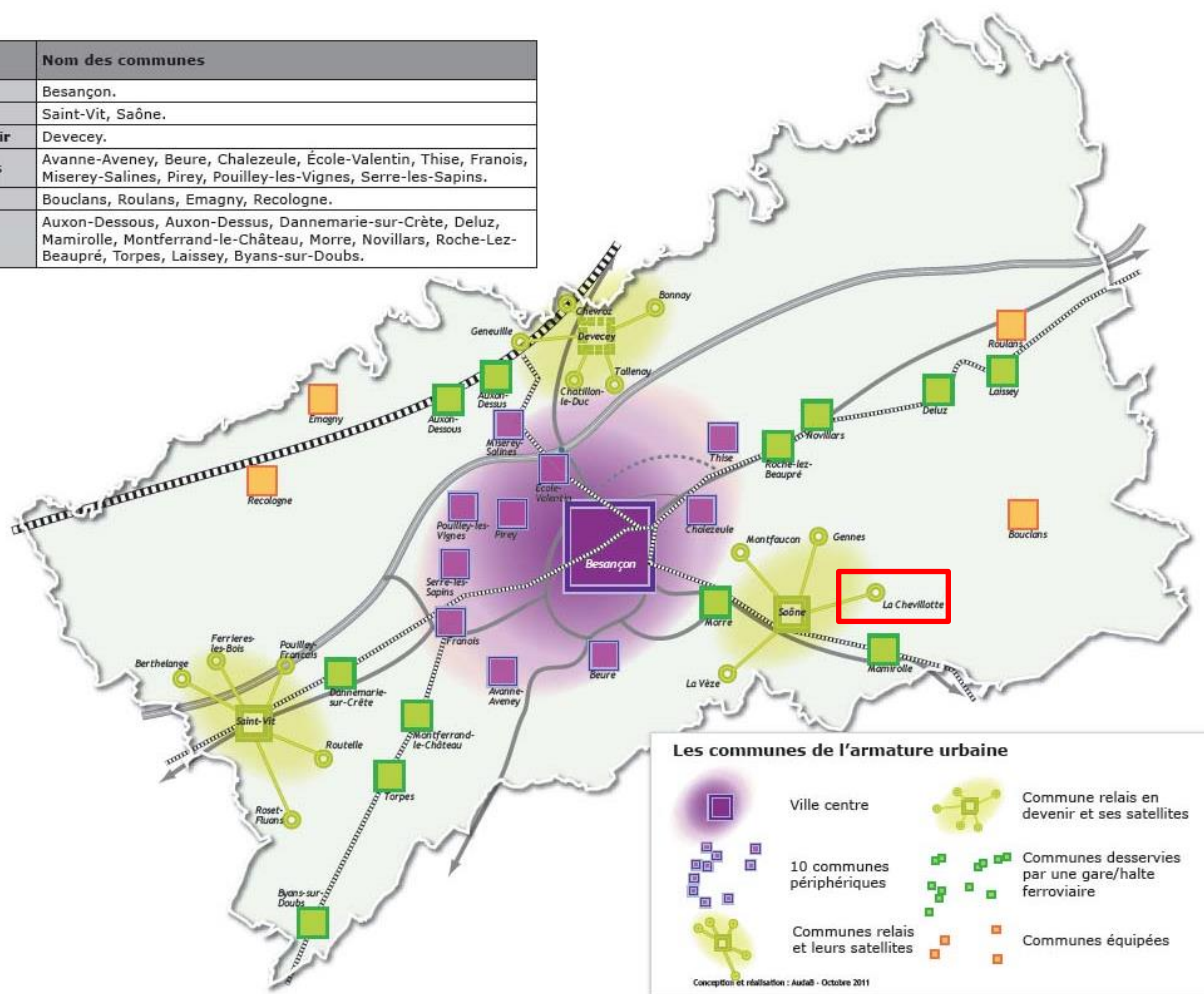 Nom des communes
Besançon.
Saint-Vit, Saône.
ir
Devecey.
s
Avanne-Aveney, Beure, Chalezeule, École-Valentin, Thise, Franois,
Miserey-Salines, Pirey, Pouilley-les-Vignes, Serre-les-Sapins.
Bouclans, Roulans, Emagny, Recologne.
Auxon-Dessous, Auxon-Dessus, Dannemarie-sur-Crète, Deluz,
Mamirolle, Montferrand-le-Château, Morre, Novillars, Roche-Lez-
Beaupré, Torpes, Laissey, Byans-sur-Doubs.
Bonnay
Chevroz
Geneuille
Devecey
Tallenay
Chatillon-
le-Duc
Roulans
Laissey
Deluz
Auxon-
Dessus
Auxon-
Dessous
Emagny
Novillars
Miserey-
Salines
Thise
Roche-lez-
Beaupré
Recologne
Ecole-
Valentin
Pouilley-les-
Vignes
Pirey
Chalezeule
Bouclans
Montfaucon
Gennes
Besançon
Serre-les-
Sapins
La Chevillotte
Saône
Morre
Franois
Mamirolle
Ferrieres-
les-Bois
Pouilley-
Français
Berthelange
Beure
La Vèze
Avanne-
Aveney
Dannemarie-
sur-Crète
Saint-Vit
Montferrand-
le-Château
Routelle
Torpes
Roset-
Fluans
Byans-sur-
Doubs
Les communes de l'armature urbaine
Ville centre
Commune relais en
devenir et ses satellites
10 communes
périphériques
Communes desservies
par une gare/halte
ferroviaire
Communes relais
et leurs satellites
Communes équipées
Conception et réalisation : AudaB - Octobre 2011